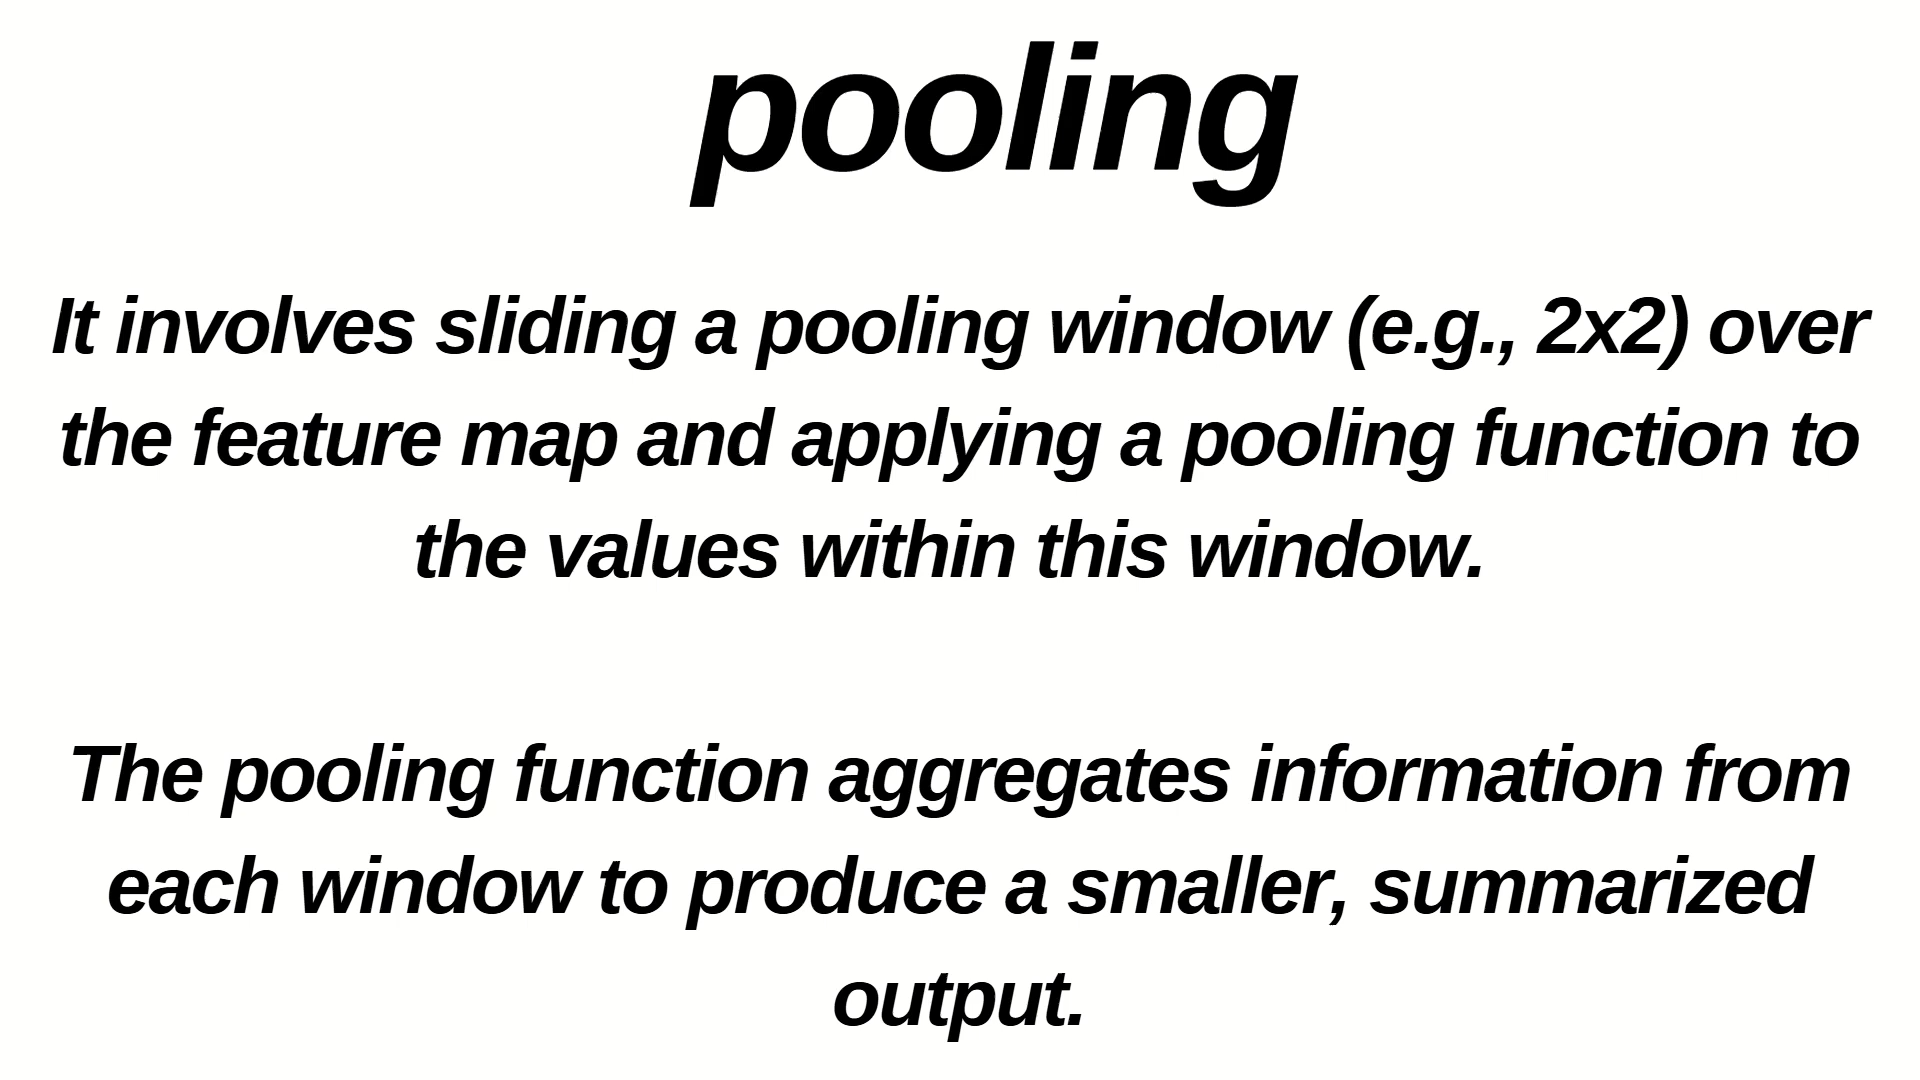 pooling
It involves sliding a pooling window (e.g., 2x2) over
the feature map and applying a pooling function to
the values within this window.
The pooling function aggregates information from
each window to produce a smaller, summarized
output.